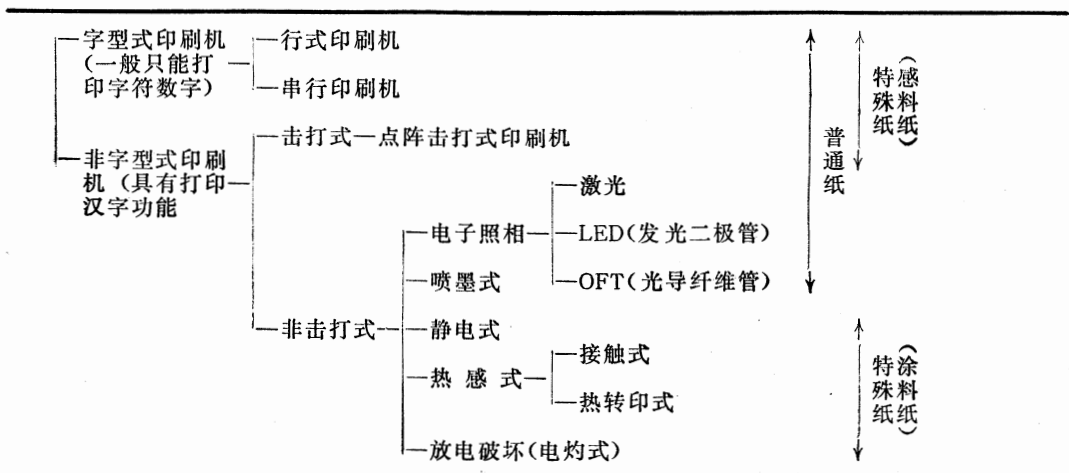 字型式印刷机
(一般只能打
印字符数字)
行式印刷机
串行印刷机
非字型式印刷
机（具有打印
汉字功能
击打式
点阵击打式印刷机
非击打式
电子照相
激光
LED(发光二极管)
OFT(光导纤维管)
喷墨式
静电式
热感式
接触式
热转印式
放电破坏(电灼式)
普通纸
特殊纸
(感料纸)
特殊纸
(涂料纸)